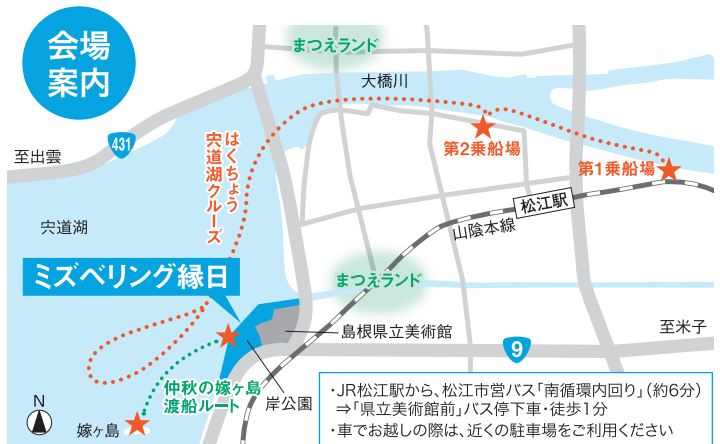 会場
案内
まつえランド
大橋川
431
至出雲
第2乗船場
第1乗船場
はくちょう
宍道湖クルーズ
宍道湖
松江駅
山陰本線
ミズベリング縁日
まつえランド
島根県立美術館
至米子
9
岸公園
仲秋の嫁ヶ島
渡船ルート
N
嫁ヶ島
・JR松江駅から、松江市営バス「南循環内回り」（約6分）
⇒「県立美術館前」バス停下車・徒歩1分
・車でお越しの際は、近くの駐車場をご利用ください